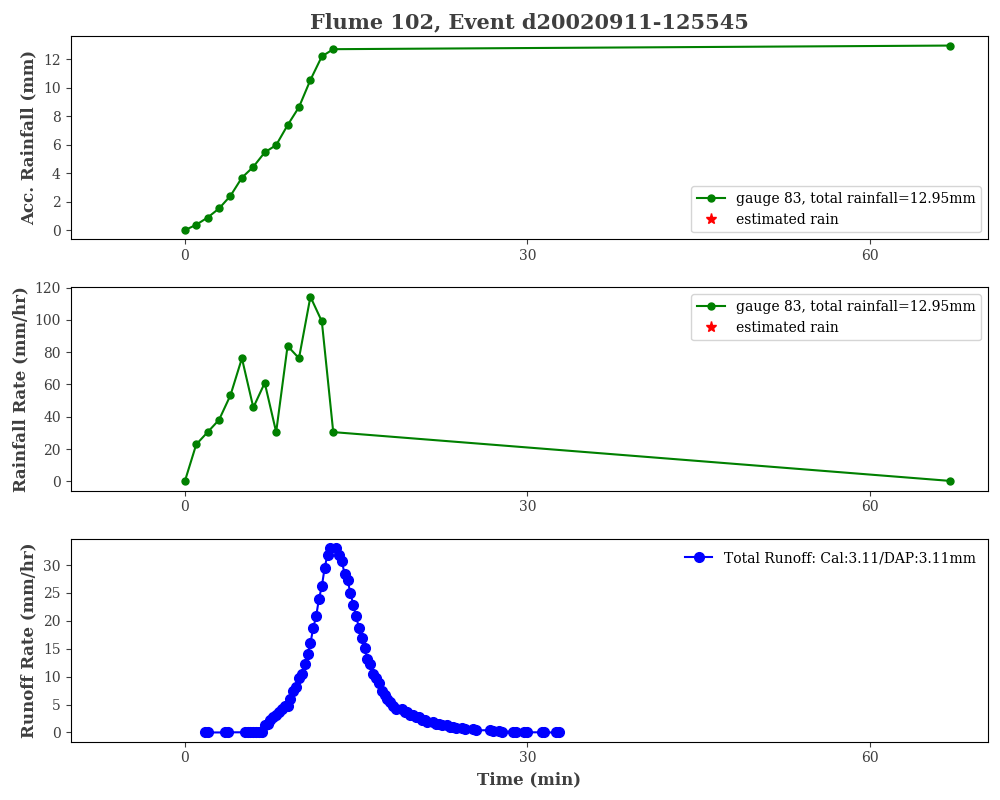 Flume 102, Event d20020911-125545
Acc. Rainfall (mm)
12
10
8
6
4
2
0
gauge 83, total rainfall=12.95mm
estimated rain
0 30 60
Rainfall Rate (mm/hr)
120
100
80
60
40
20
0
gauge 83, total rainfall=12.95mm
estimated rain
0 30 60
Runoff Rate (mm/hr)
30
25
20
15
10
5
0
Total Runoff: Cal:3.11/DAP:3.11mm
0 30 60
Time (min)